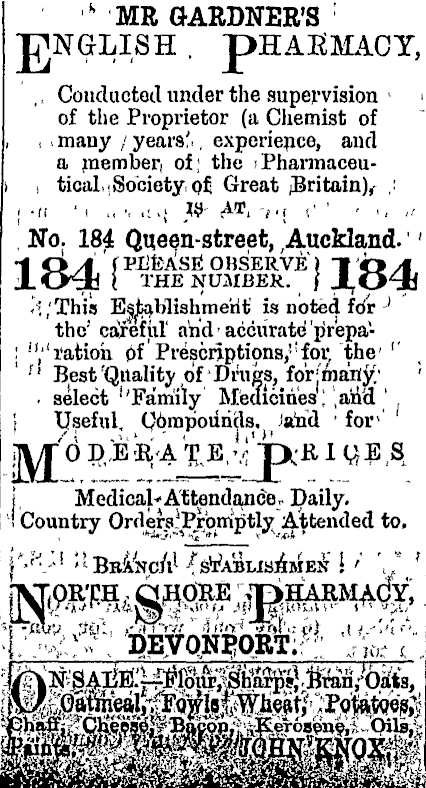 MR GARDNER'S
ENGLISH PHARMACY,
Conducted under the supervision
of the Proprietor (a Chemist of
many years' experience, and
a member of the Pharmaceu-
tical Society of Great Britain),
IS AT
No. 184 Queen-street, Auckland.
184 { PLEASE OBSERVE THE NUMBER. } 184
This Establishment is noted for
the careful and accurate prepa-
ration of Prescriptions, for the
Best Quality of Drugs, for many
select Family Medicines and
Useful Compounds, and for
MODERATE PRICES
Medical Attendance Daily.
Country Orders Promptly Attended to.
BRANCH STABLISHMEN :
NORTH SHORE PHARMACY,
DEVONPORT.
ON SALE.—Flour, Sharps, Bran, Oats,
Oatmeal, Fowls' Wheat, Potatoes,
Chaff, Cheese, Bacon, Kerosene, Oils,
Paints. JOHN KNOX.